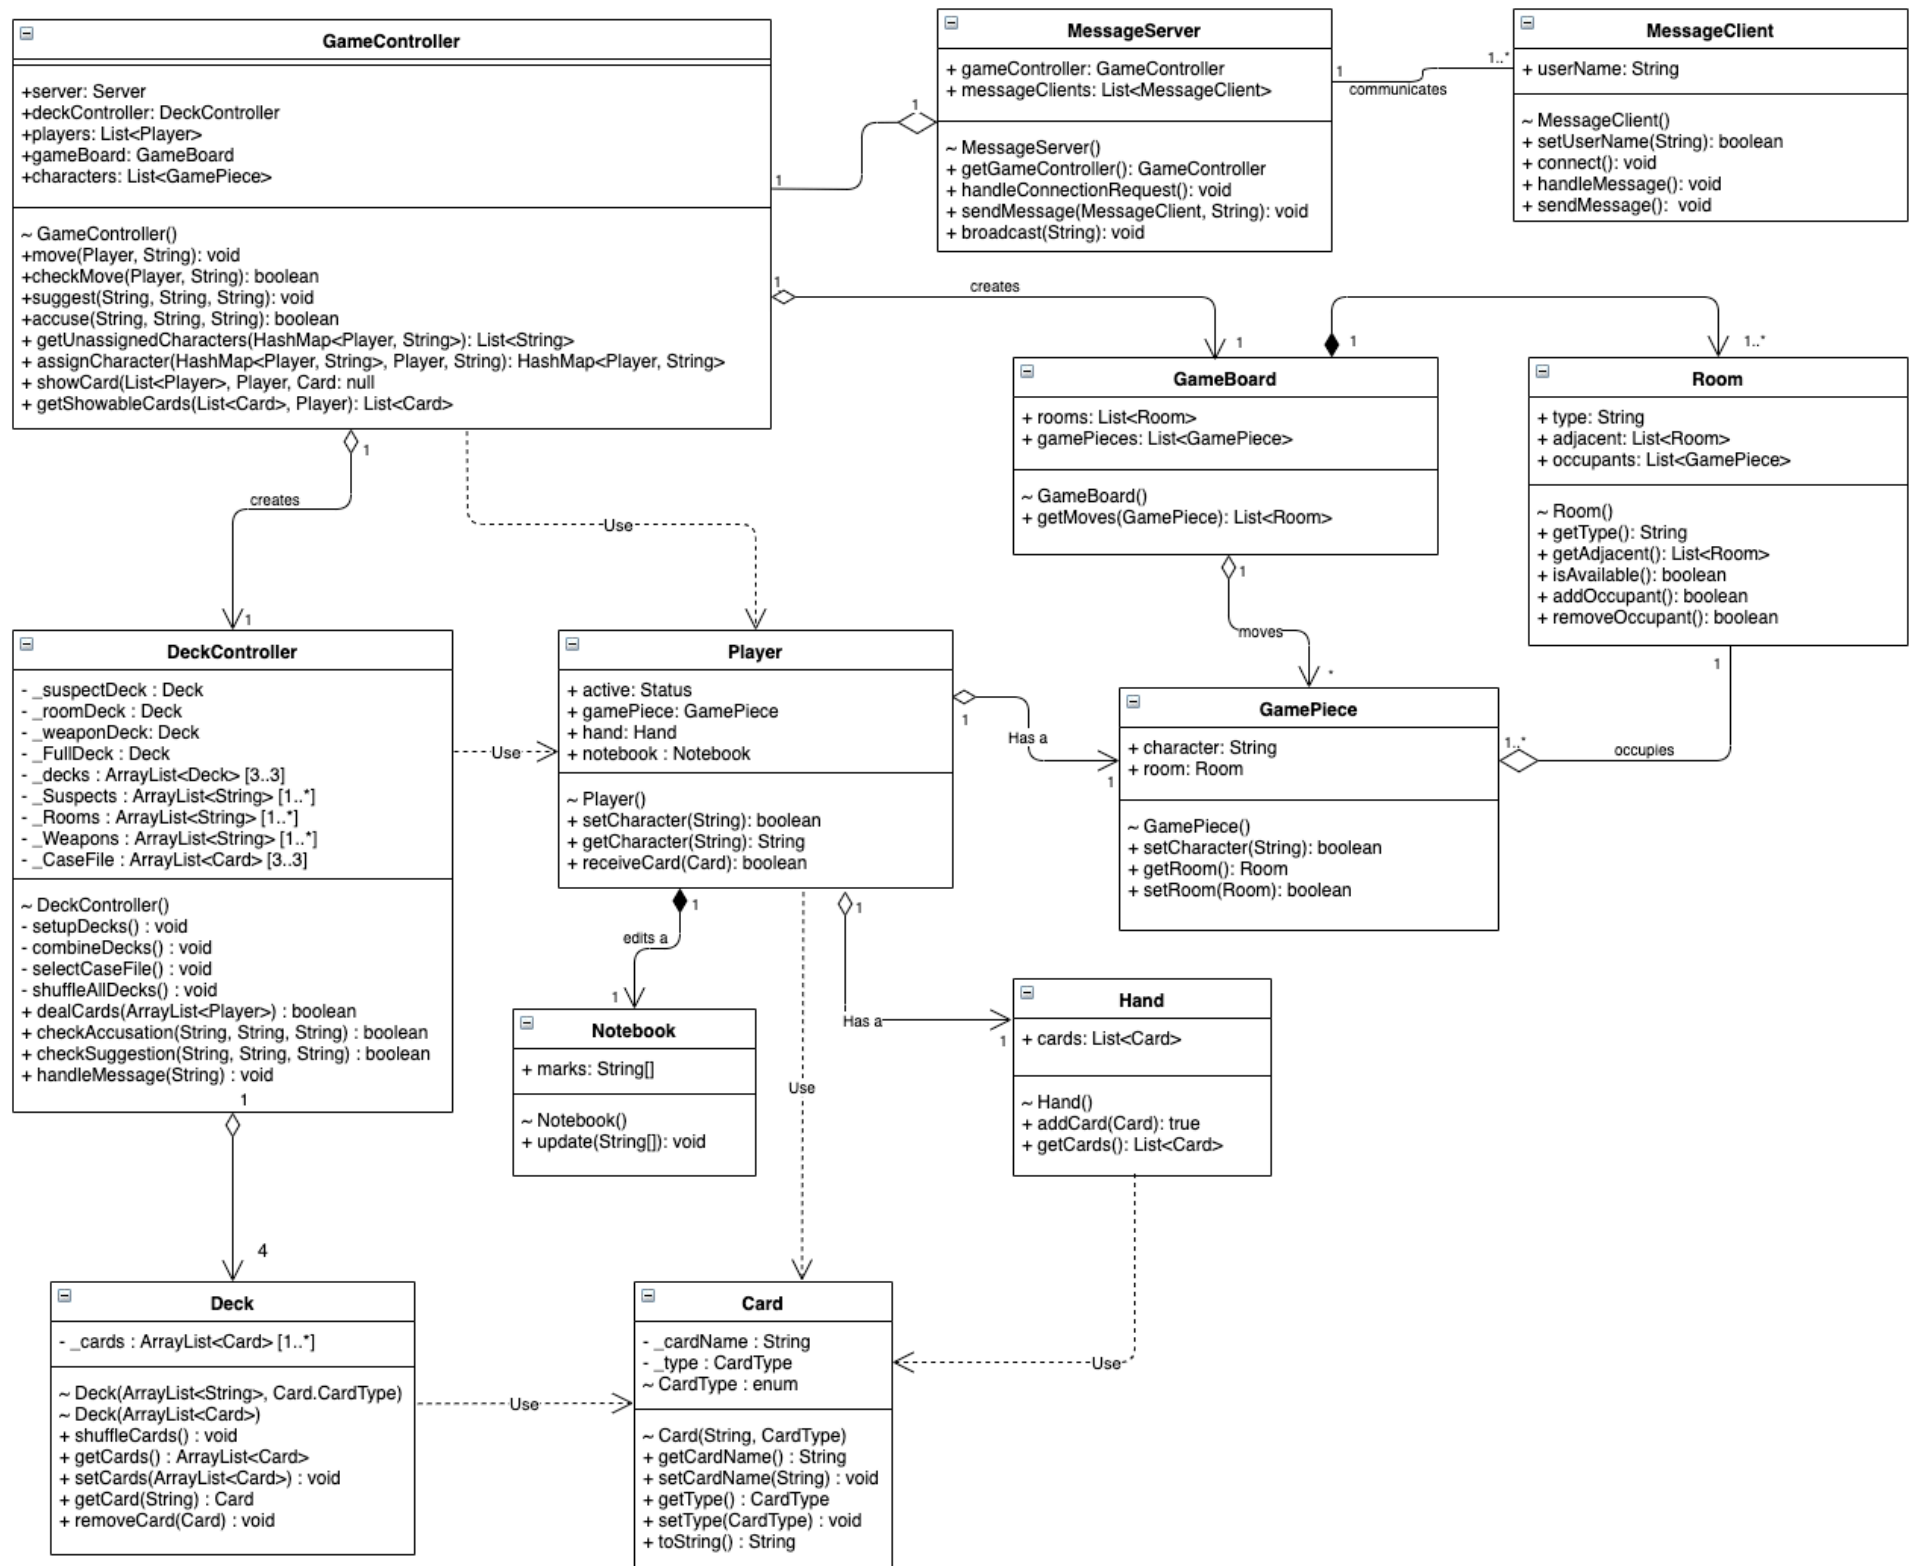 GameController
+server: Server
+deckController: DeckController
+players: List<Player>
+gameBoard: GameBoard
+characters: List<GamePiece>
~ GameController()
+move(Player, String): void
+checkMove(Player, String): boolean
+suggest(String, String, String): void
+accuse(String, String, String): boolean
+ getUnassignedCharacters(HashMap<Player, String>): List<String>
+ assignCharacter(HashMap<Player, String>, Player, String): HashMap<Player, String>
+ showCard(List<Player>, Player, Card: null
+ getShowableCards(List<Card>, Player): List<Card>
1
1
MessageServer
+ gameController: GameController
+ messageClients: List<MessageClient>
~ MessageServer()
+ getGameController(): GameController
+ handleConnectionRequest(): void
+ sendMessage(MessageClient, String): void
+ broadcast(String): void
1
communicates
1..*
MessageClient
+ userName: String
~ MessageClient()
+ setUserName(String): boolean
+ connect(): void
+ handleMessage(): void
+ sendMessage(): void
1
creates
1
GameBoard
+ rooms: List<Room>
+ gamePieces: List<GamePiece>
~ GameBoard()
+ getMoves(GamePiece): List<Room>
1
1..*
Room
+ type: String
+ adjacent: List<Room>
+ occupants: List<GamePiece>
~ Room()
+ getType(): String
+ getAdjacent(): List<Room>
+ isAvailable(): boolean
+ addOccupant(): boolean
+ removeOccupant(): boolean
1
creates
1
Use
1
moves
*
1
occupies
1..*
DeckController
- _suspectDeck : Deck
- _roomDeck : Deck
- _weaponDeck: Deck
- _FullDeck : Deck
- _decks : ArrayList<Deck> [3..3]
- _Suspects : ArrayList<String> [1..*]
- _Rooms : ArrayList<String> [1..*]
- _Weapons : ArrayList<String> [1..*]
- _CaseFile : ArrayList<Card> [3..3]
~ DeckController()
- setupDecks() : void
- combineDecks() : void
- selectCaseFile() : void
- shuffleAllDecks() : void
+ dealCards(ArrayList<Player>) : boolean
+ checkAccusation(String, String, String) : boolean
+ checkSuggestion(String, String, String) : boolean
+ handleMessage(String) : void
Use
Player
+ active: Status
+ gamePiece: GamePiece
+ hand: Hand
+ notebook : Notebook
~ Player()
+ setCharacter(String): boolean
+ getCharacter(String): String
+ receiveCard(Card): boolean
1
Has a
1
GamePiece
+ character: String
+ room: Room
~ GamePiece()
+ setCharacter(String): boolean
+ getRoom(): Room
+ setRoom(Room): boolean
1
edits a
1
Notebook
+ marks: String[]
~ Notebook()
+ update(String[]): void
Use
1
Has a
1
Hand
+ cards: List<Card>
~ Hand()
+ addCard(Card): true
+ getCards(): List<Card>
Use
1
4
Deck
- _cards : ArrayList<Card> [1..*]
~ Deck(ArrayList<String>, Card.CardType)
~ Deck(ArrayList<Card>)
+ shuffleCards() : void
+ getCards() : ArrayList<Card>
+ setCards(ArrayList<Card>) : void
+ getCard(String) : Card
+ removeCard(Card) : void
Use
Card
- _cardName : String
- _type : CardType
~ CardType : enum
~ Card(String, CardType)
+ getCardName() : String
+ setCardName(String) : void
+ getType() : CardType
+ setType(CardType) : void
+ toString() : String